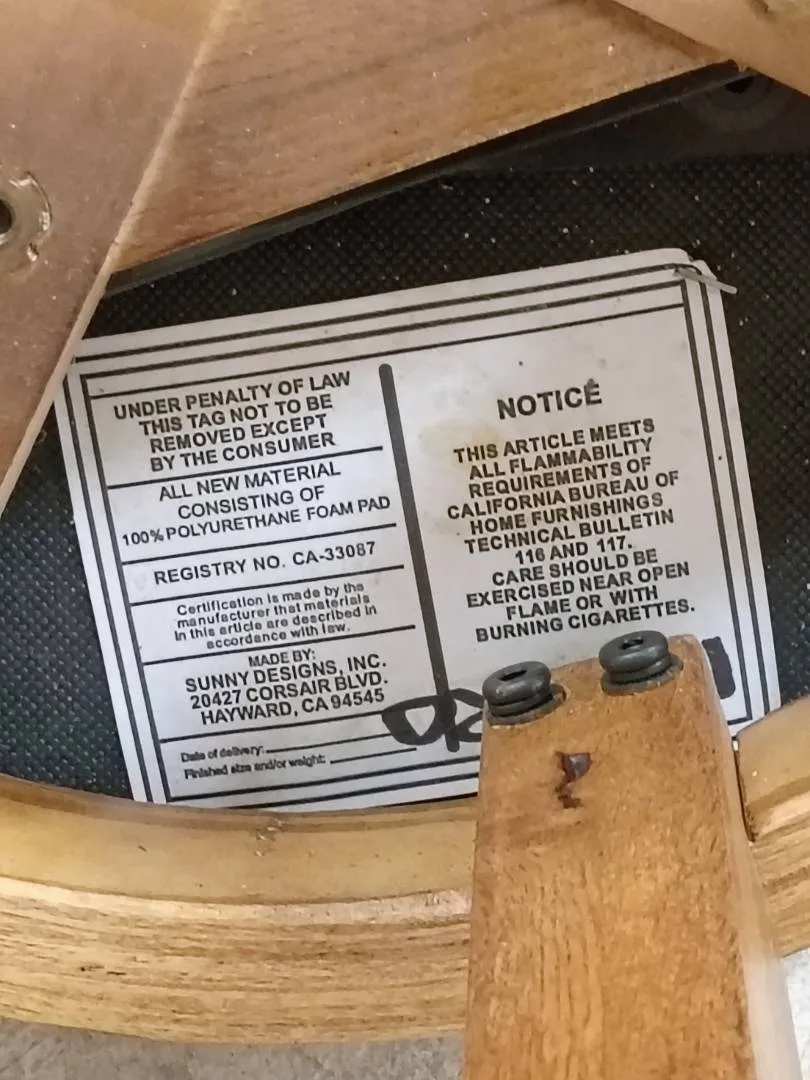 UNDER PENALTY OF LAW
THIS TAG NOT TO BE
REMOVED EXCEPT
BY THE CONSUMER
ALL NEW MATERIAL
CONSISTING OF
100% POLYURETHANE FOAM PAD
REGISTRY NO. CA-33087
Certification is made by the
manufacturer that materials
in this article are described in
accordance with law.
MADE BY:
SUNNY DESIGNS, INC.
20427 CORSAIR BLVD.
HAYWARD, CA 94545
Date of delivery:
Finished size and/or weight:
NOTICE
THIS ARTICLE MEETS
ALL FLAMMABILITY
REQUIREMENTS OF
CALIFORNIA BUREAU OF
HOME FURNISHINGS
TECHNICAL BULLETIN
116 AND 117.
CARE SHOULD BE
EXERCISED NEAR OPEN
FLAME OR WITH
BURNING CIGARETTES.